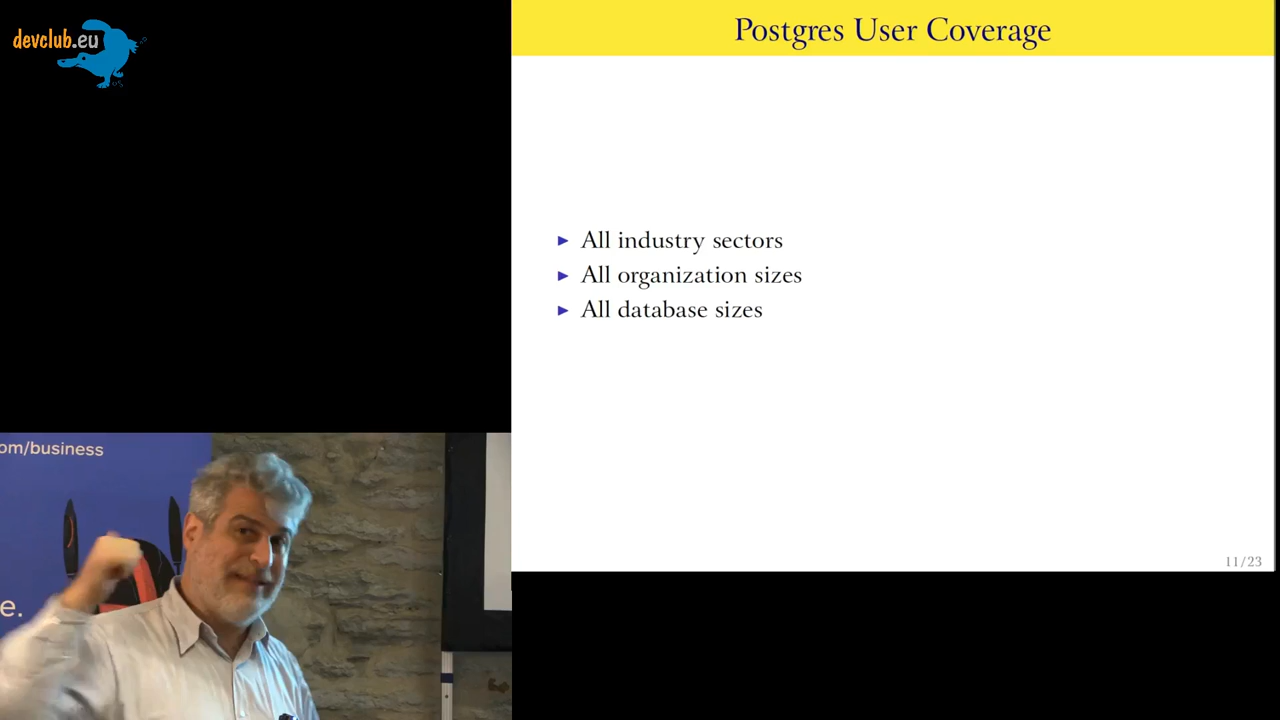 devclub.eu
Postgres User Coverage
► All industry sectors
► All organization sizes
► All database sizes
11/23
om/business
e.